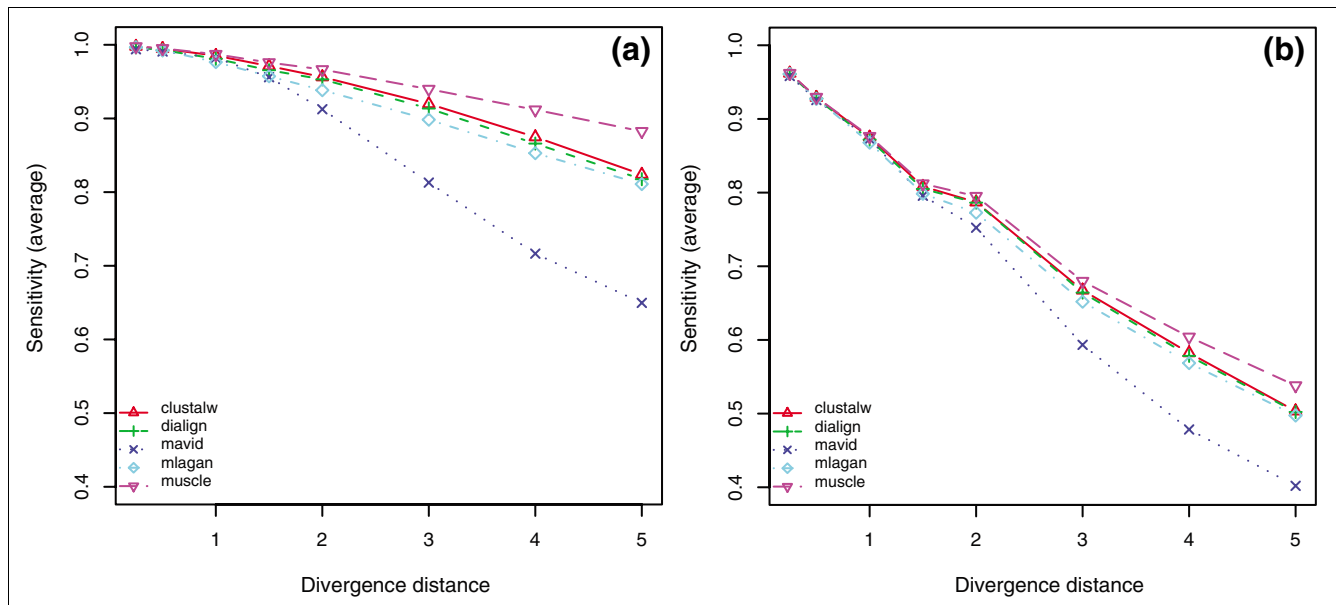 (a)
Sensitivity (average)
1.0
0.9
0.8
0.7
0.6
0.5
0.4
clustalw
dialign
mavid
mlagan
muscle
1 2 3 4 5
Divergence distance
(b)
Sensitivity (average)
1.0
0.9
0.8
0.7
0.6
0.5
0.4
clustalw
dialign
mavid
mlagan
muscle
1 2 3 4 5
Divergence distance